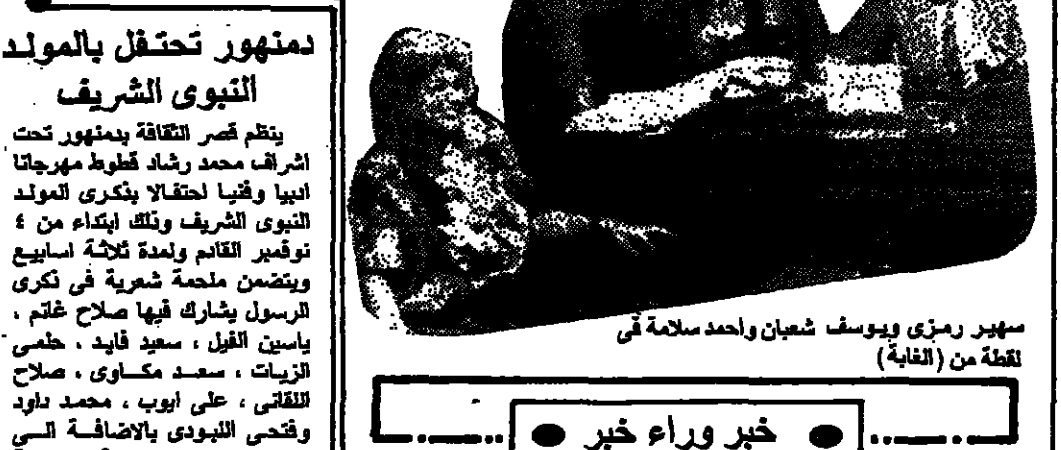 دمنهور تحتفل بالمولد
النبوى الشريف
ينظم قصر الثقافة بدمنهور تحت
اشراف محمد رشاد قطوط مهرجانا
ادبيا وفنيا احتفالا بذكرى المولد
النبوى الشريف وذلك ابتداء من ٤
نوفمبر القادم ولمدة ثلاثة اسابيع
ويتضمن ملحمة شعرية فى ذكرى
الرسول يشارك فيها صلاح غانم ،
ياسين الفيل ، سعيد فايد ، حلمى
الزيات ، سعد مكاوى ، صلاح
اللقانى ، على ايوب ، محمد داود
وفتحى اللبودى بالاضافة الى
سهير رمزى ويوسف شعبان واحمد سلامة فى
لقطة من (الغابة)
خبر وراء خبر